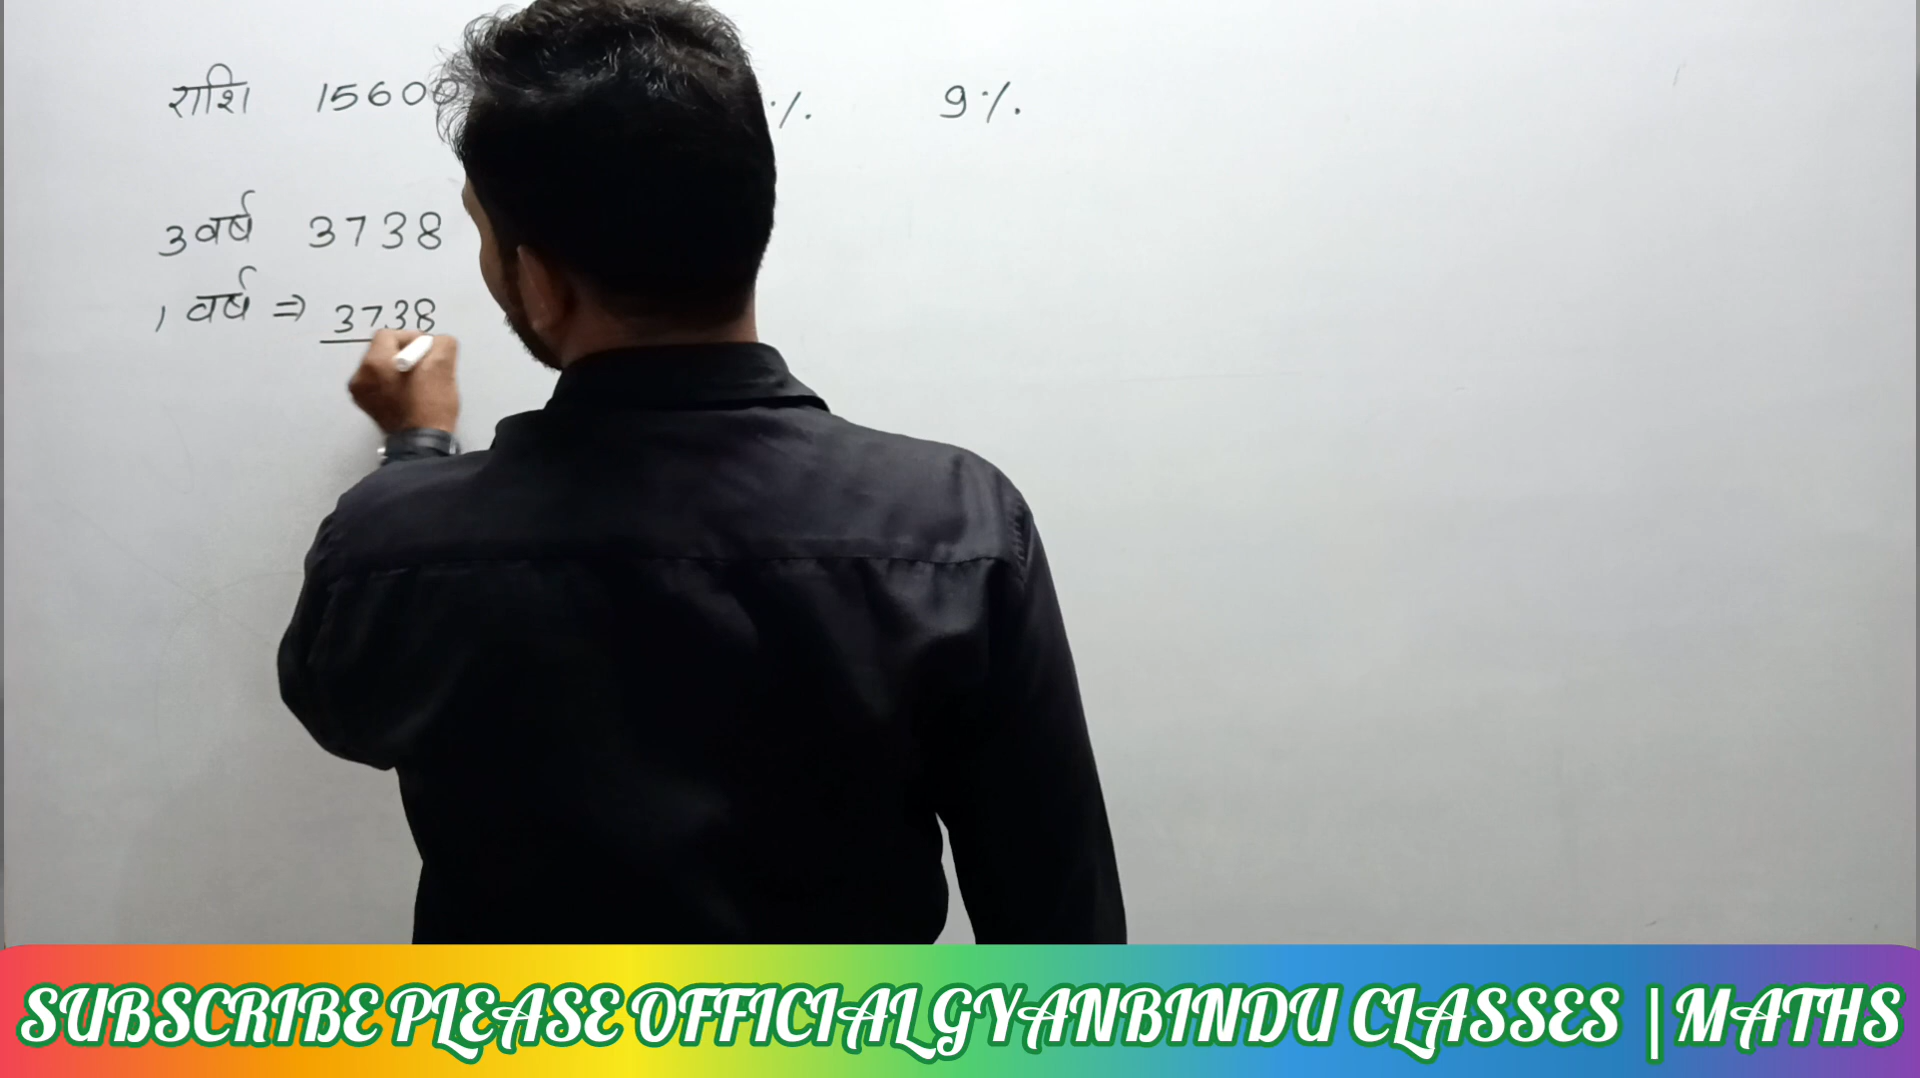 राशि 15600 %. 9%.
3 वर्ष 3738
1 वर्ष ⇒ 3738
SUBSCRIBE PLEASE OFFICIAL GYANBINDU CLASSES | MATHS